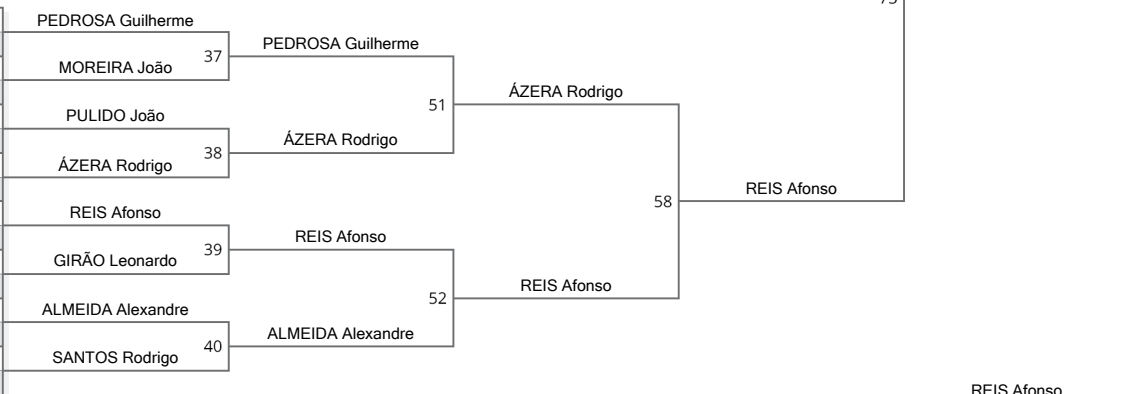 73
PEDROSA Guilherme
37
MOREIRA João
PEDROSA Guilherme
51
PULIDO João
38
ÁZERA Rodrigo
ÁZERA Rodrigo
ÁZERA Rodrigo
58
REIS Afonso
REIS Afonso
39
GIRÃO Leonardo
REIS Afonso
52
REIS Afonso
ALMEIDA Alexandre
40
SANTOS Rodrigo
ALMEIDA Alexandre
REIS Afonso